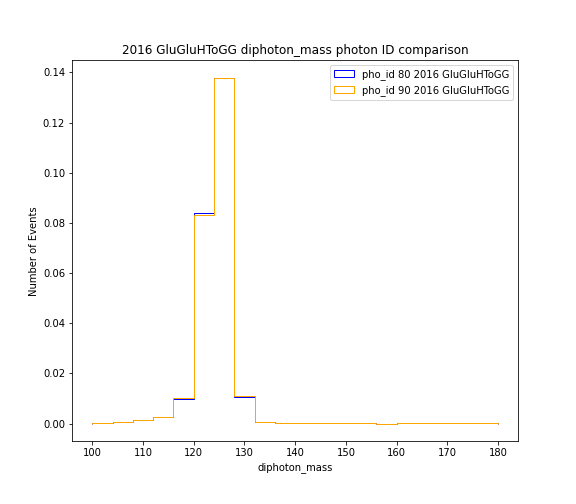 2016 GluGluHToGG diphoton_mass photon ID comparison
pho_id 80 2016 GluGluHToGG
pho_id 90 2016 GluGluHToGG
Number of Events
0.14
0.12
0.10
0.08
0.06
0.04
0.02
0.00
100 110 120 130 140 150 160 170 180
diphoton_mass